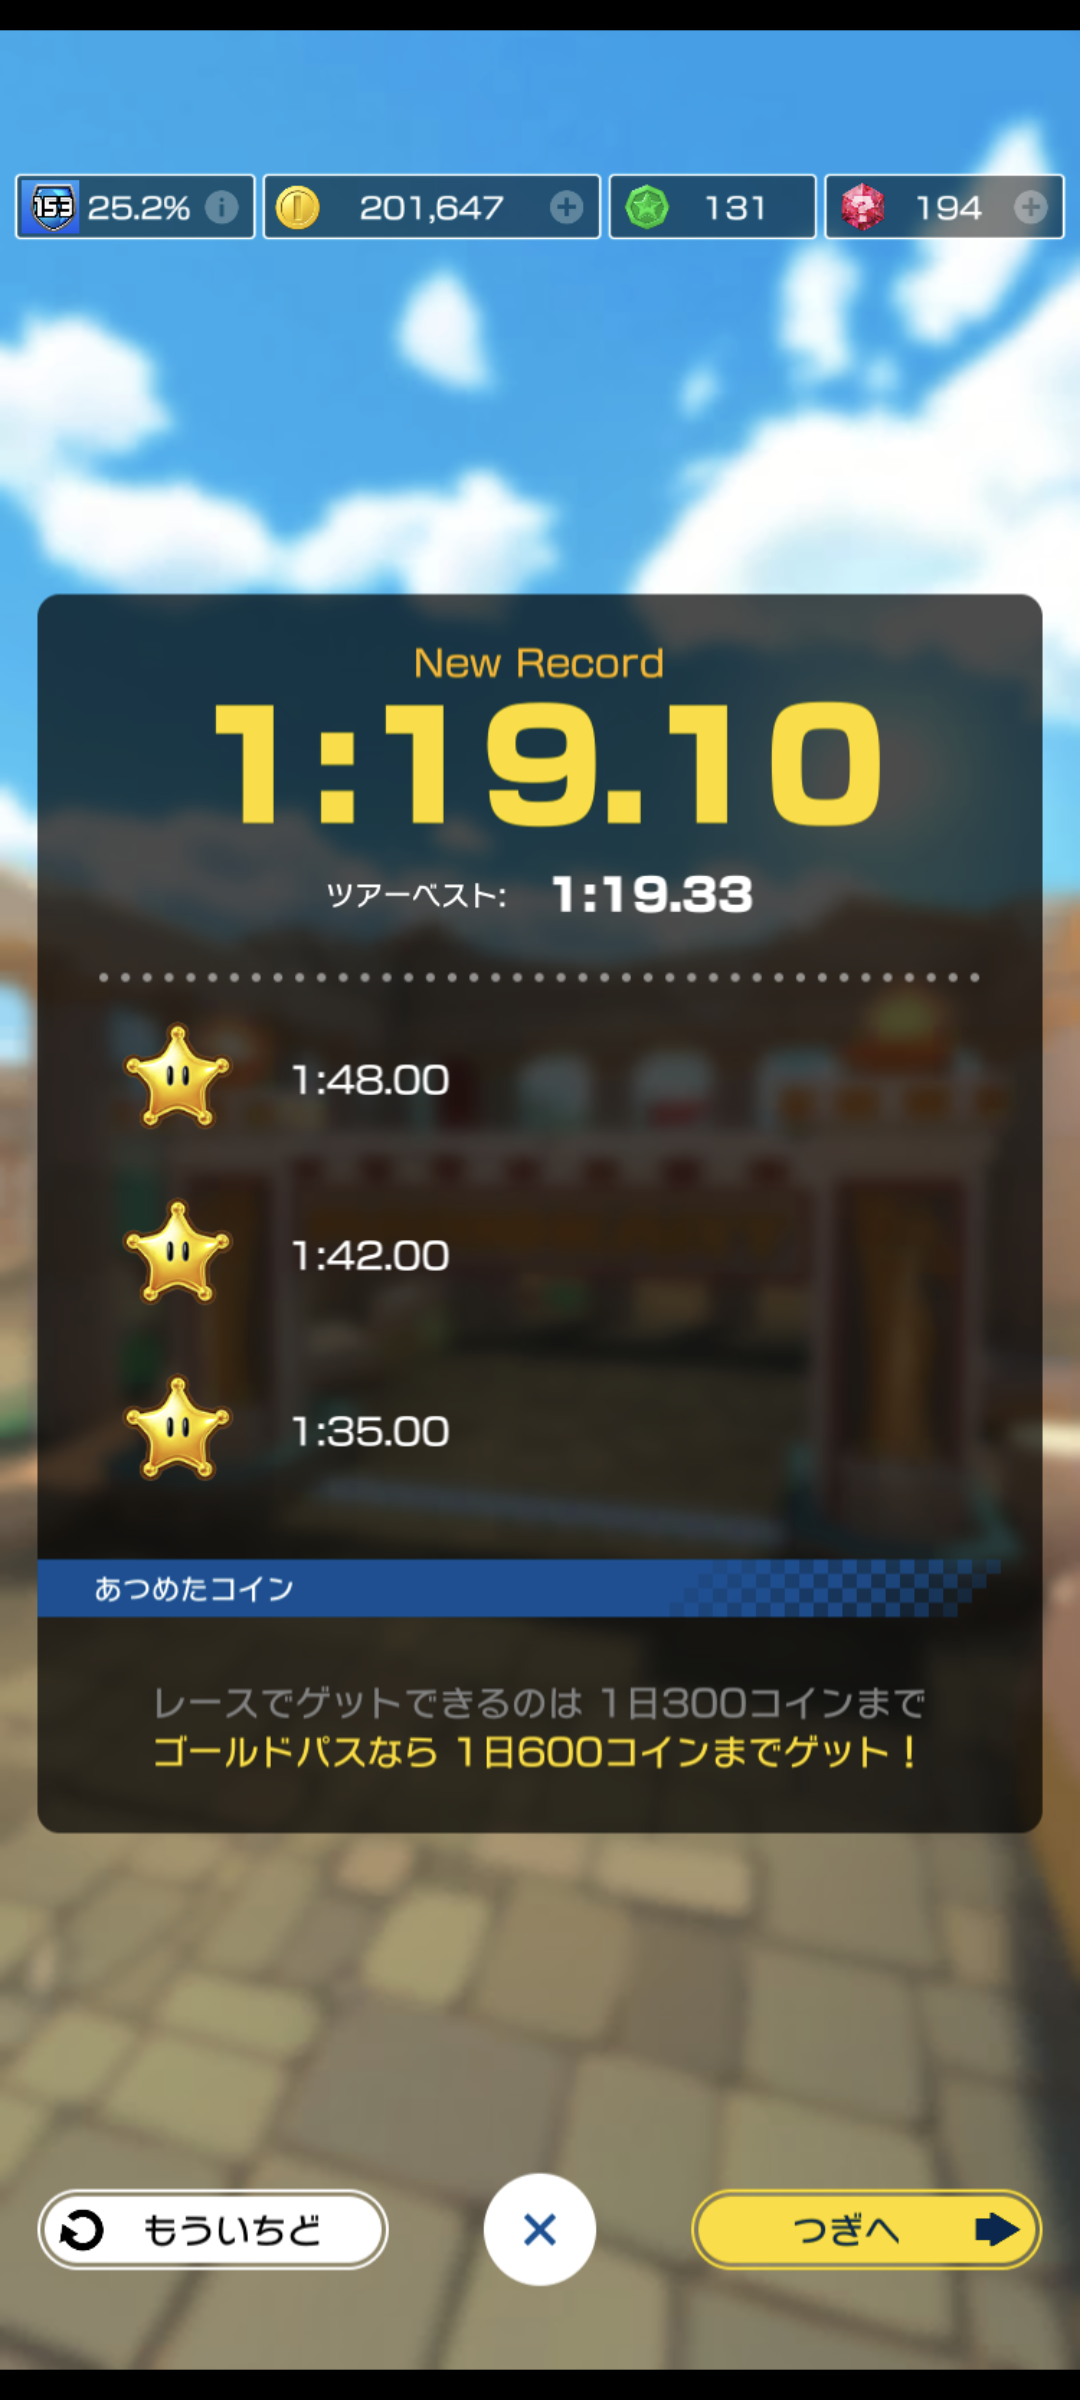 153 25.2% 201,647 131 194
New Record
1:19.10
ツアーベスト: 1:19.33
1:48.00
1:42.00
1:35.00
あつめたコイン
レースでゲットできるのは 1日300コインまで
ゴールドパスなら 1日600コインまでゲット！
もういちど つぎへ